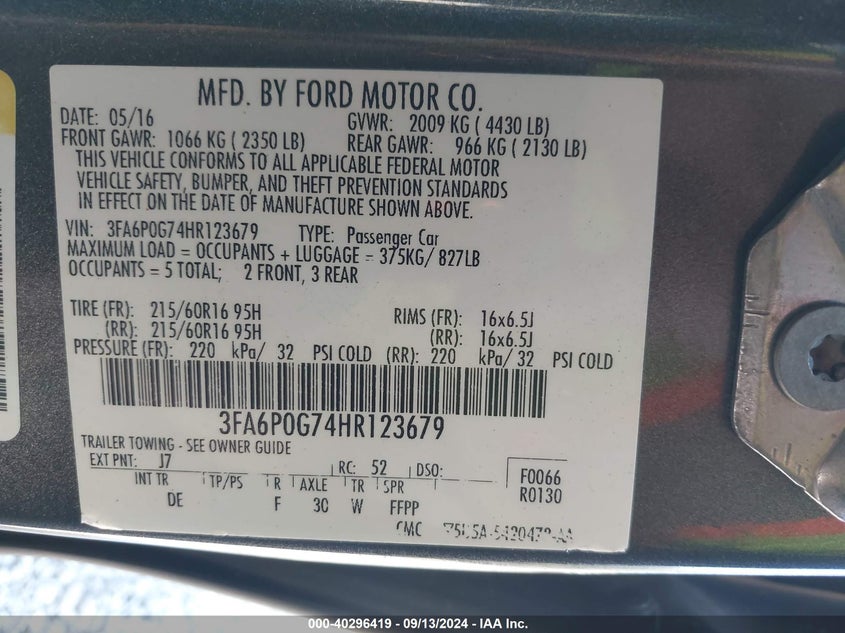 MFD. BY FORD MOTOR CO.
DATE: 05/16 GVWR: 2009 KG ( 4430 LB)
FRONT GAWR: 1066 KG ( 2350 LB) REAR GAWR: 966 KG ( 2130 LB)
THIS VEHICLE CONFORMS TO ALL APPLICABLE FEDERAL MOTOR
VEHICLE SAFETY, BUMPER, AND THEFT PREVENTION STANDARDS
IN EFFECT ON THE DATE OF MANUFACTURE SHOWN ABOVE.
VIN: 3FA6P0G74HR123679 TYPE: Passenger Car
MAXIMUM LOAD = OCCUPANTS + LUGGAGE = 375KG/ 827LB
OCCUPANTS = 5 TOTAL; 2 FRONT, 3 REAR
TIRE (FR): 215/60R16 95H RIMS (FR): 16x6.5J
(RR): 215/60R16 95H (RR): 16x6.5J
PRESSURE (FR): 220 kPa/ 32 PSI COLD (RR): 220 kPa/ 32 PSI COLD
3FA6P0G74HR123679
TRAILER TOWING - SEE OWNER GUIDE
EXT PNT: J7 RC: 52 DSO: F0066
INT TR TP/PS R AXLE TR SPR R0130
DE F 30 W FFPP
000-40296419 - 09/13/2024 - IAA Inc.